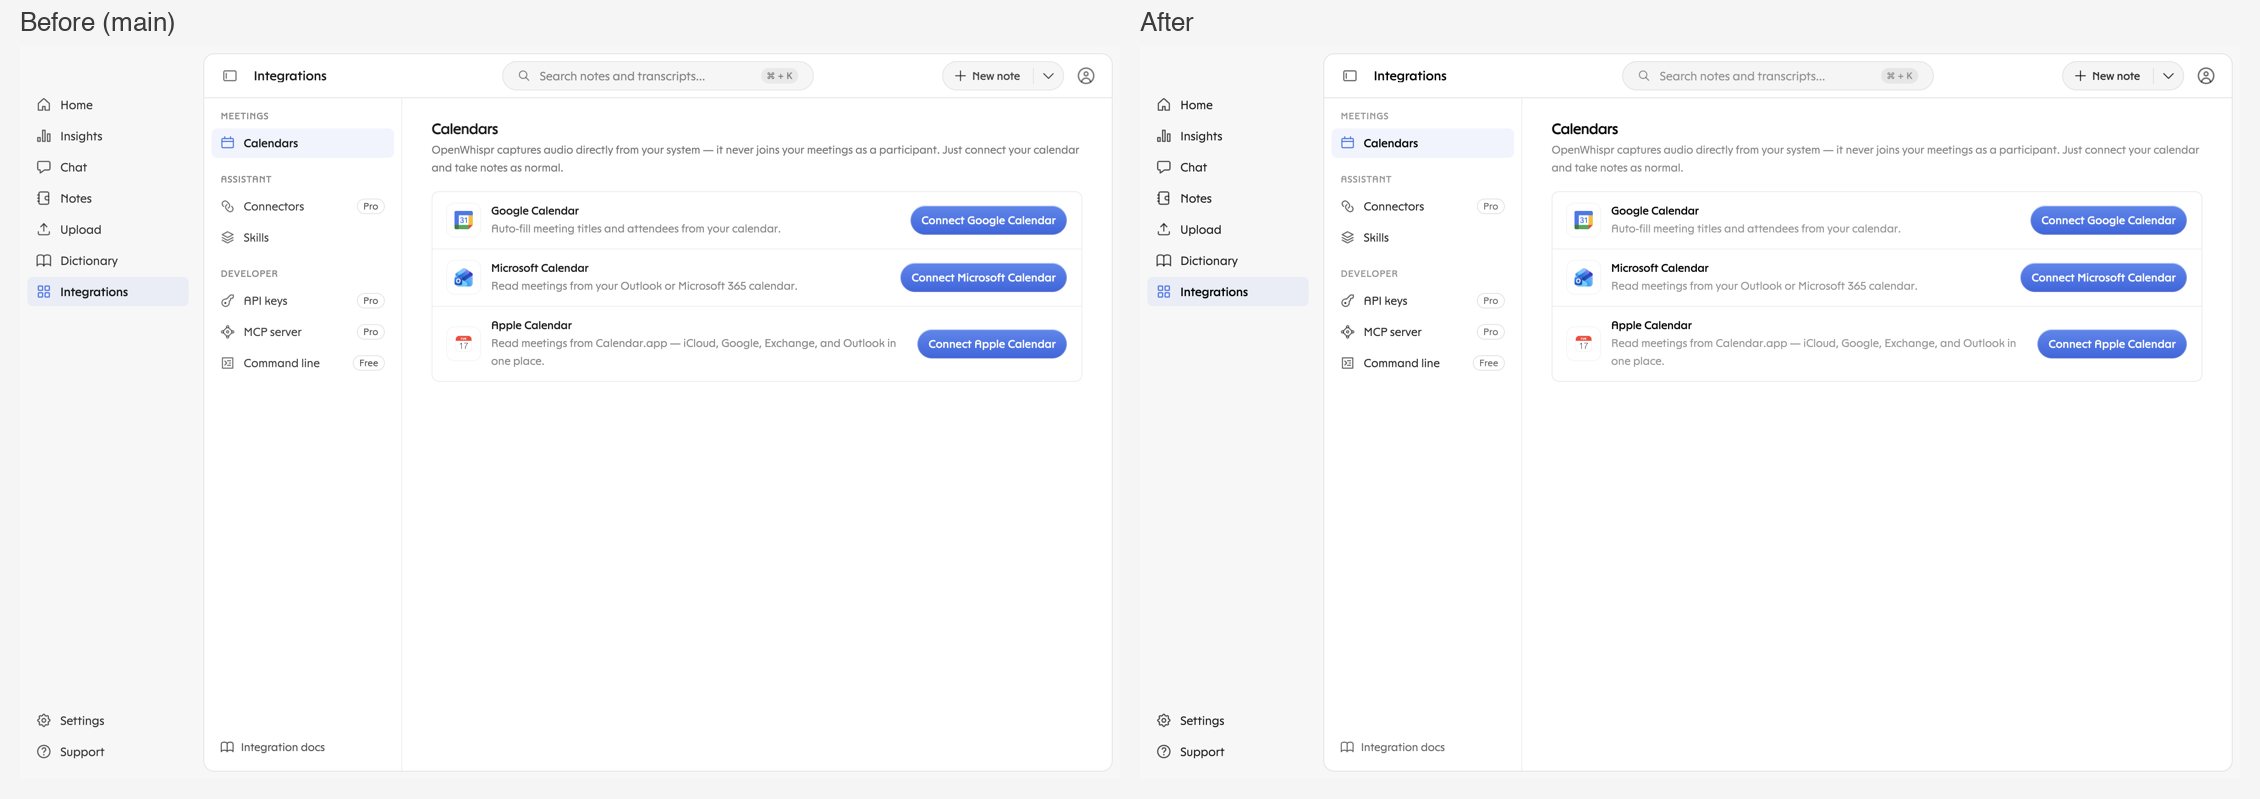 Before (main)
Integrations
Search notes and transcripts...
⌘ + K
New note
Home
Insights
Chat
Notes
Upload
Dictionary
Integrations
Settings
Support
MEETINGS
Calendars
ASSISTANT
Connectors Pro
Skills
DEVELOPER
API keys Pro
MCP server Pro
Command line Free
Integration docs
Calendars
OpenWhispr captures audio directly from your system — it never joins your meetings as a participant. Just connect your calendar
and take notes as normal.
31
Google Calendar
Auto-fill meeting titles and attendees from your calendar.
Connect Google Calendar
Microsoft Calendar
Read meetings from your Outlook or Microsoft 365 calendar.
Connect Microsoft Calendar
17
Apple Calendar
Read meetings from Calendar.app — iCloud, Google, Exchange, and Outlook in
one place.
Connect Apple Calendar
After
Integrations
Search notes and transcripts...
⌘ + K
New note
Home
Insights
Chat
Notes
Upload
Dictionary
Integrations
Settings
Support
MEETINGS
Calendars
ASSISTANT
Connectors Pro
Skills
DEVELOPER
API keys Pro
MCP server Pro
Command line Free
Integration docs
Calendars
OpenWhispr captures audio directly from your system — it never joins your meetings as a participant. Just connect your calendar
and take notes as normal.
31
Google Calendar
Auto-fill meeting titles and attendees from your calendar.
Connect Google Calendar
Microsoft Calendar
Read meetings from your Outlook or Microsoft 365 calendar.
Connect Microsoft Calendar
17
Apple Calendar
Read meetings from Calendar.app — iCloud, Google, Exchange, and Outlook in
one place.
Connect Apple Calendar